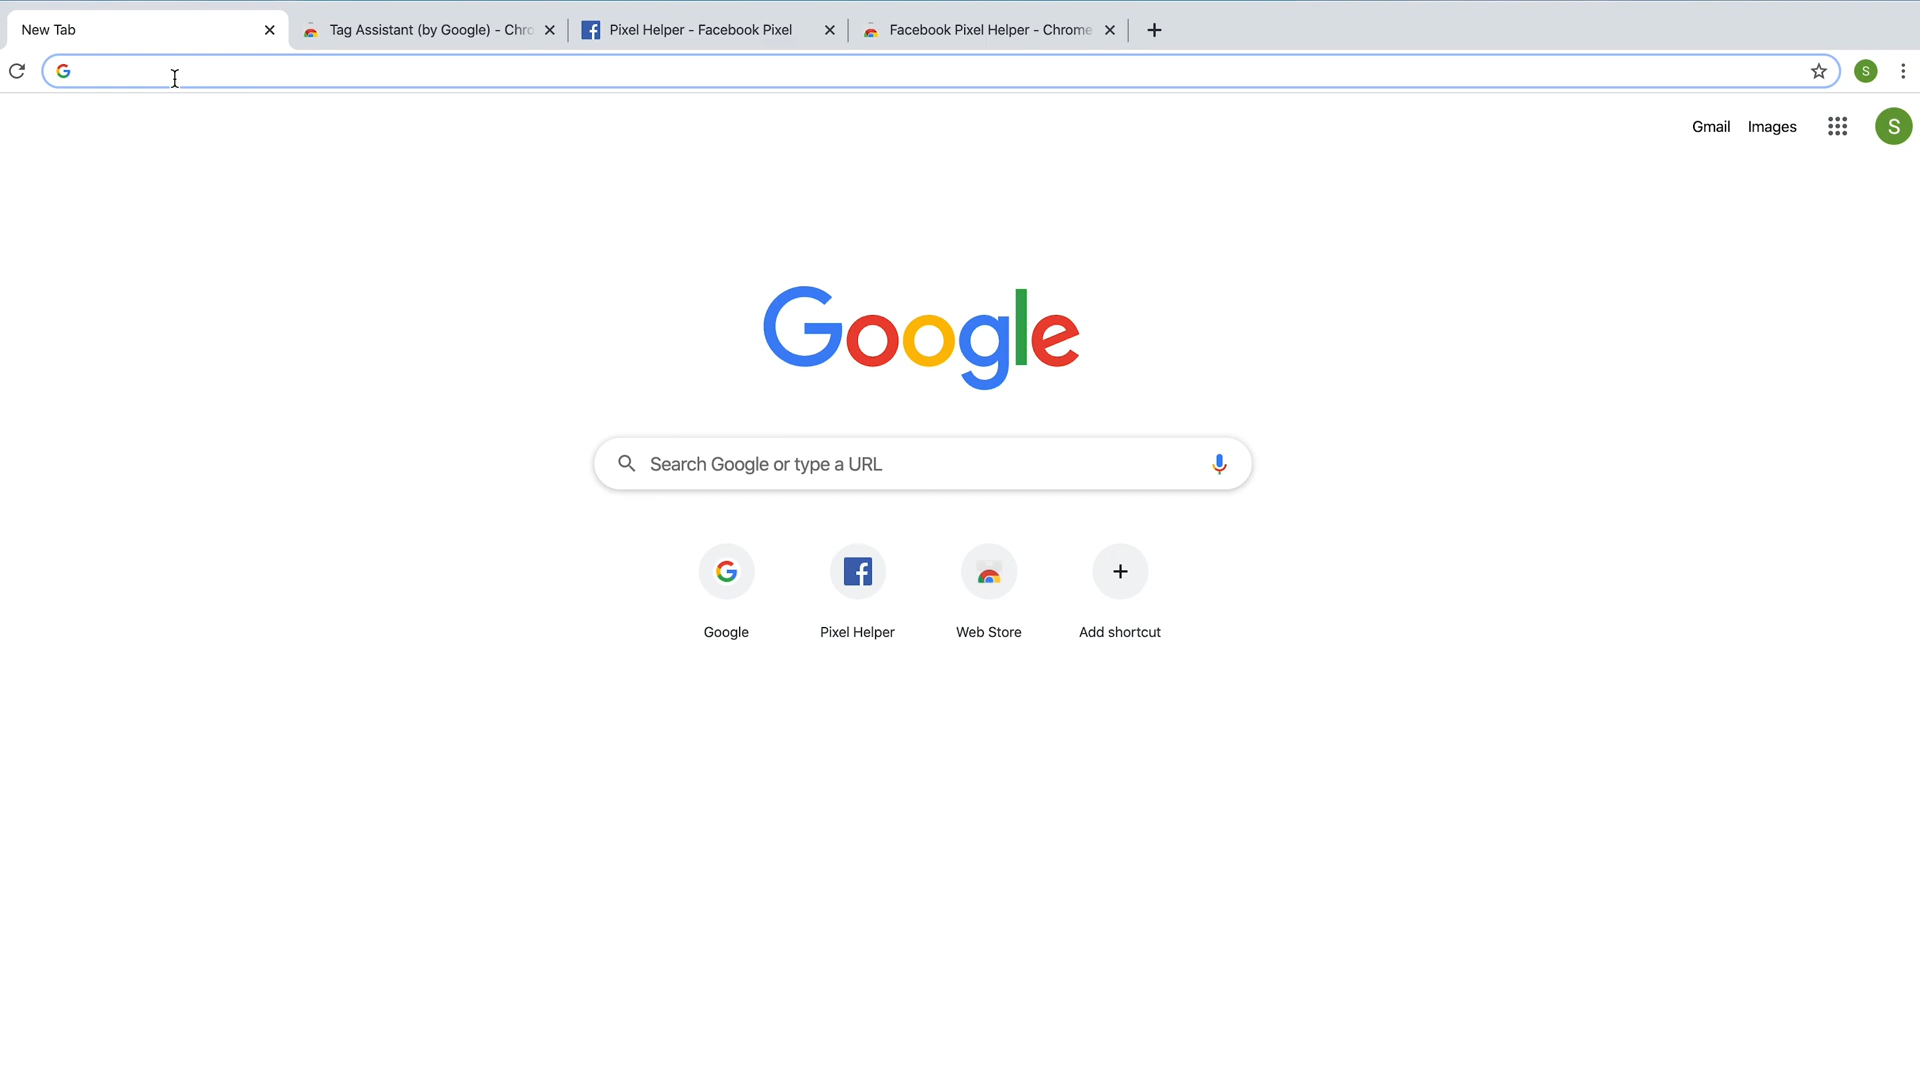 New Tab
Tag Assistant (by Google) - Chro
Pixel Helper - Facebook Pixel
Facebook Pixel Helper - Chrome
S
Gmail
Images
S
Google
Search Google or type a URL
Google
Pixel Helper
Web Store
Add shortcut